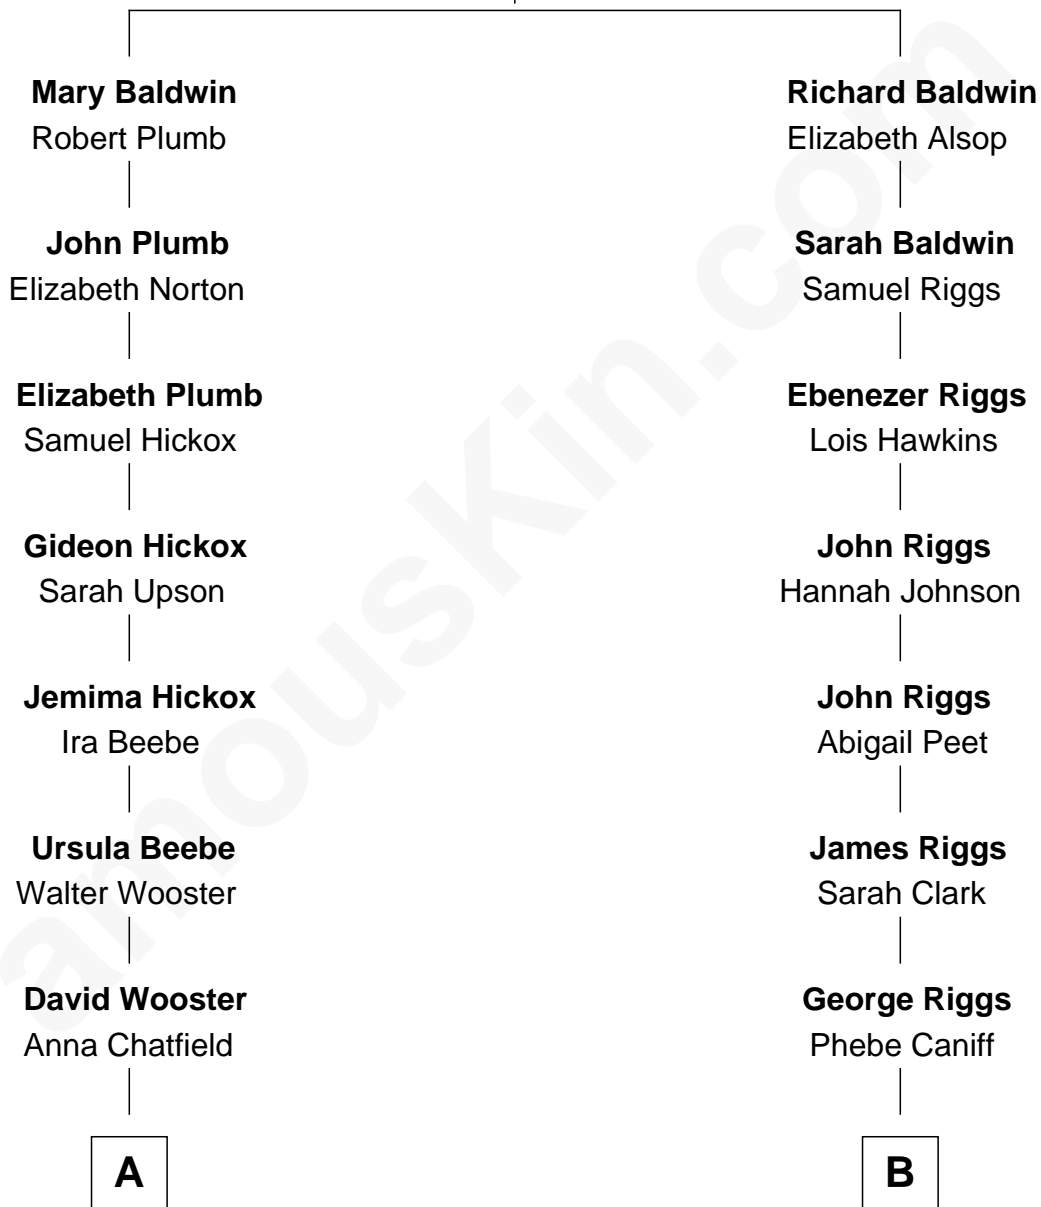 Mary Baldwin
Robert Plumb
John Plumb
Elizabeth Norton
Elizabeth Plumb
Samuel Hickox
Gideon Hickox
Sarah Upson
Jemima Hickox
Ira Beebe
Ursula Beebe
Walter Wooster
David Wooster
Anna Chatfield
A
Richard Baldwin
Elizabeth Alsop
Sarah Baldwin
Samuel Riggs
Ebenezer Riggs
Lois Hawkins
John Riggs
Hannah Johnson
John Riggs
Abigail Peet
James Riggs
Sarah Clark
George Riggs
Phebe Caniff
B
amousKin.com